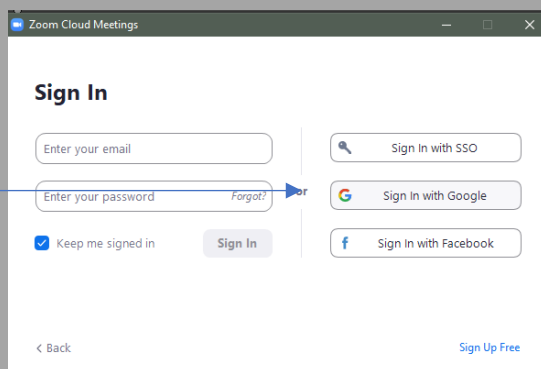 Zoom Cloud Meetings
Sign In
Enter your email
Enter your password Forgot?
Keep me signed in Sign In
or
Sign In with SSO
Sign In with Google
Sign In with Facebook
Back
Sign Up Free